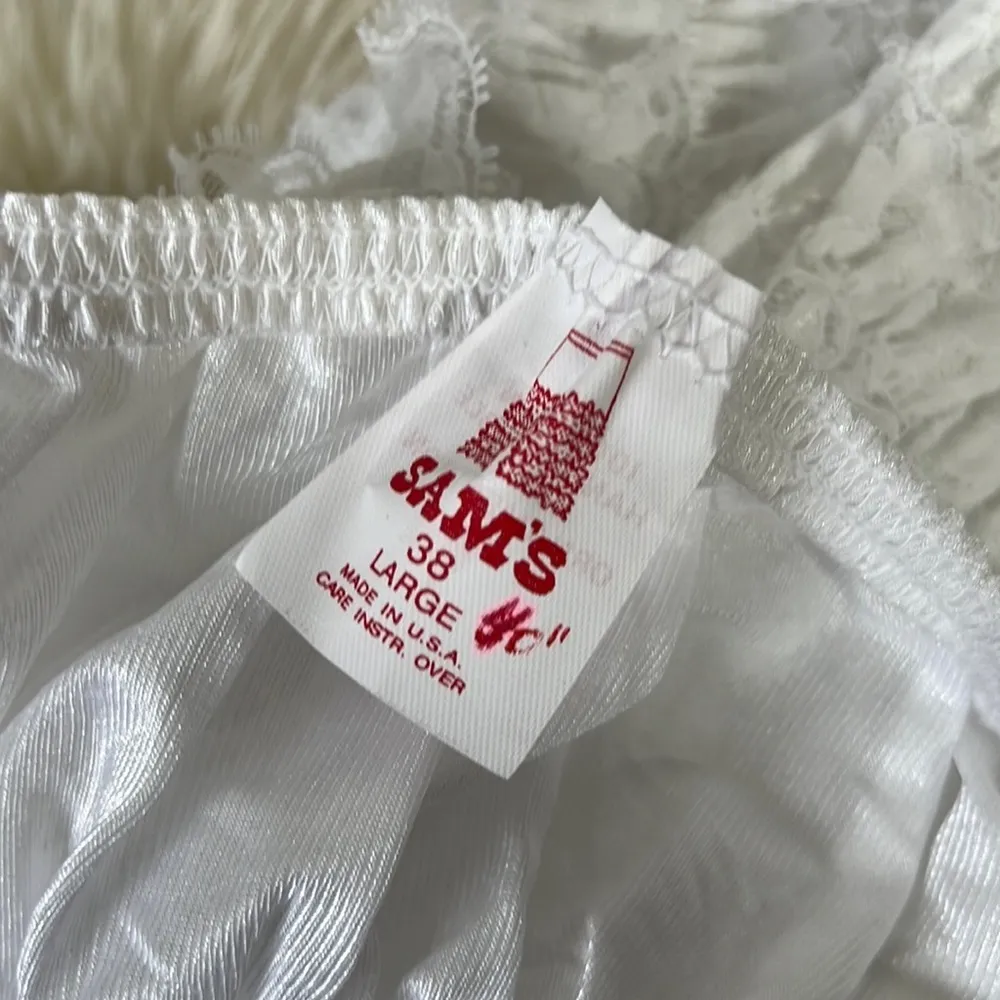 SAM'S
38
LARGE
MADE IN U.S.A.
CARE INSTR. OVER
40"